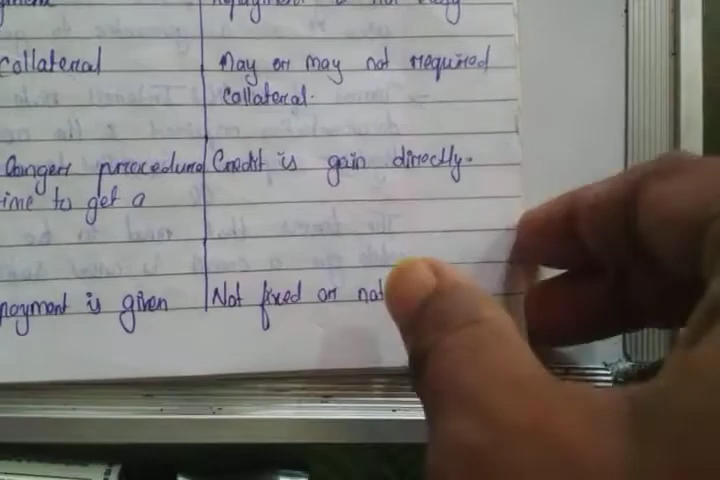 collateral
May or may not required
collateral.
longer procedure
Credit is gain directly.
time to get a
payment is given
Not fixed or not